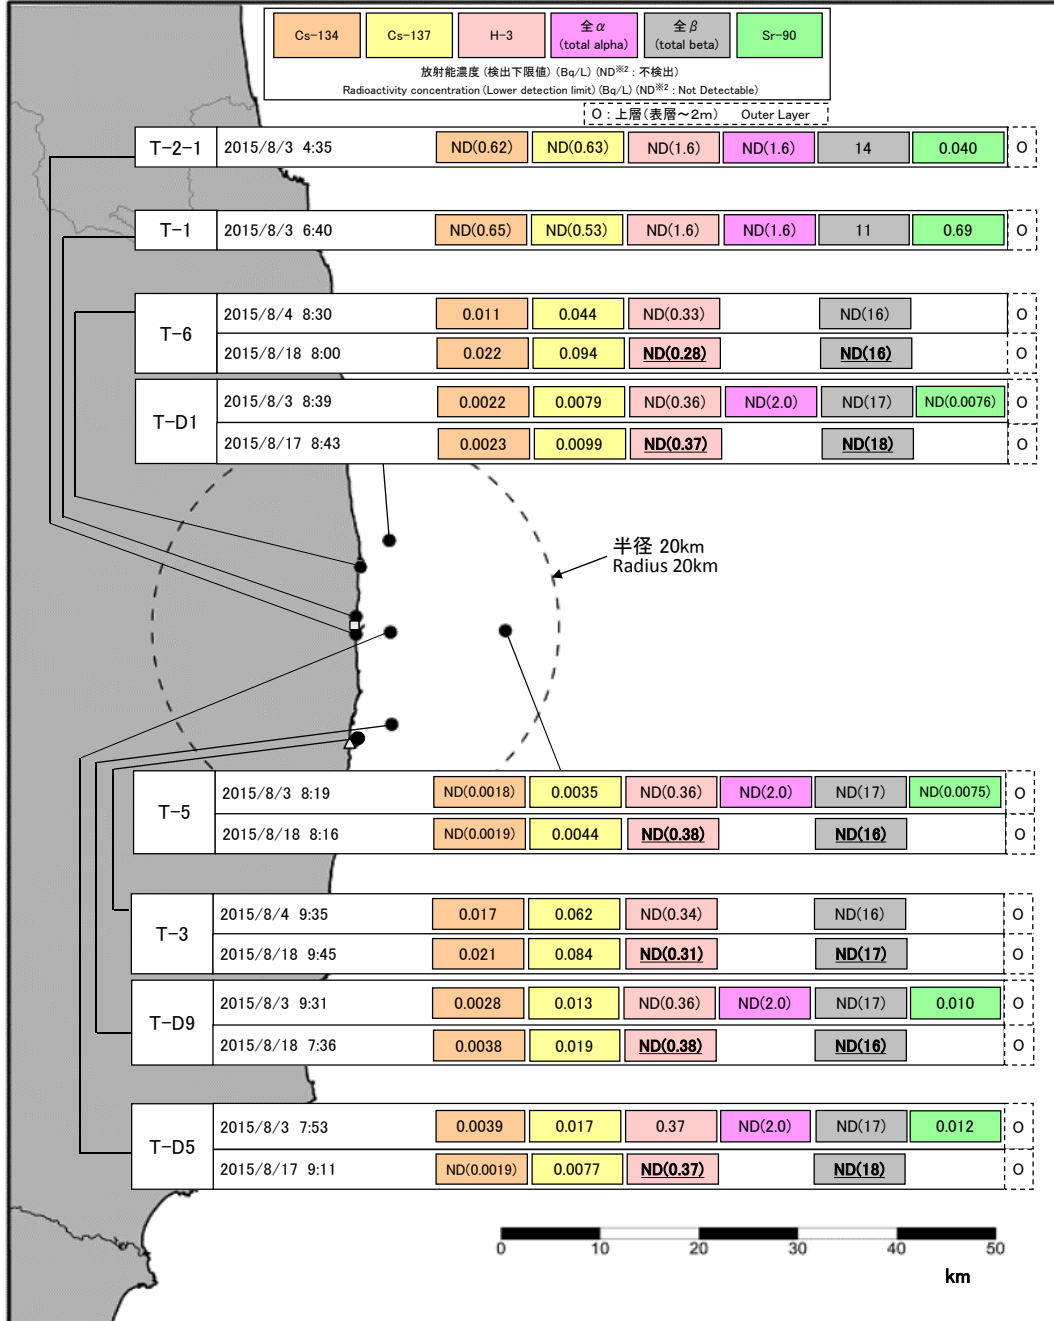 Cs-134 Cs-137 H-3 全α (total alpha) 全β (total beta) Sr-90
放射能濃度(検出下限値)(Bq/L)(ND※2 : 不検出)
Radioactivity concentration(Lower detection limit)(Bq/L)(ND※2 : Not Detectable)
O : 上層(表層～2m) Outer Layer
T-2-1 2015/8/3 4:35 ND(0.62) ND(0.63) ND(1.6) ND(1.6) 14 0.040 O
T-1 2015/8/3 6:40 ND(0.65) ND(0.53) ND(1.6) ND(1.6) 11 0.69 O
T-6
2015/8/4 8:30 0.011 0.044 ND(0.33) ND(16) O
2015/8/18 8:00 0.022 0.094 ND(0.28) ND(16) O
T-D1
2015/8/3 8:39 0.0022 0.0079 ND(0.36) ND(2.0) ND(17) ND(0.0076) O
2015/8/17 8:43 0.0023 0.0099 ND(0.37) ND(18) O
半径 20km
Radius 20km
T-5
2015/8/3 8:19 ND(0.0018) 0.0035 ND(0.36) ND(2.0) ND(17) ND(0.0075) O
2015/8/18 8:16 ND(0.0019) 0.0044 ND(0.38) ND(16) O
T-3
2015/8/4 9:35 0.017 0.062 ND(0.34) ND(16) O
2015/8/18 9:45 0.021 0.084 ND(0.31) ND(17) O
T-D9
2015/8/3 9:31 0.0028 0.013 ND(0.36) ND(2.0) ND(17) 0.010 O
2015/8/18 7:36 0.0038 0.019 ND(0.38) ND(16) O
T-D5
2015/8/3 7:53 0.0039 0.017 0.37 ND(2.0) ND(17) 0.012 O
2015/8/17 9:11 ND(0.0019) 0.0077 ND(0.37) ND(18) O
0 10 20 30 40 50
km